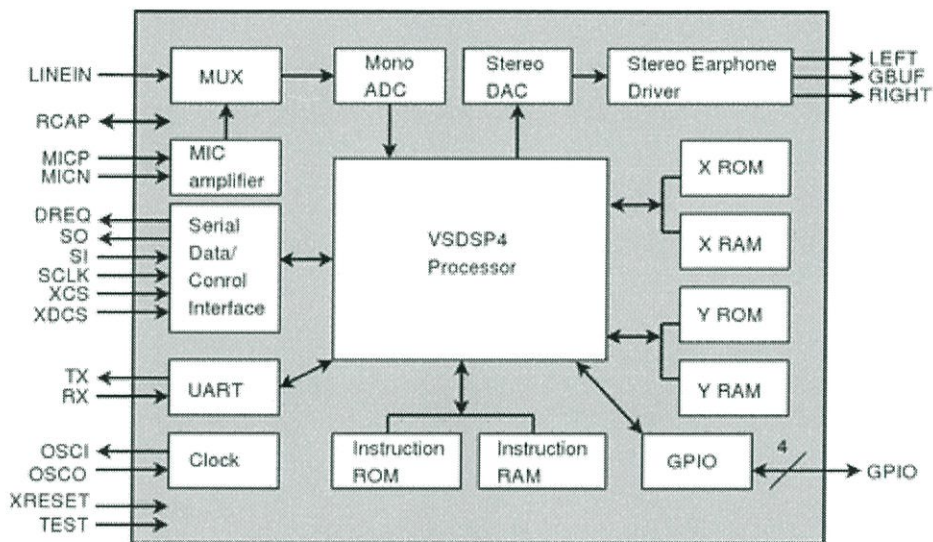 LINEIN
RCAP
MICP
MICN
DREQ
SO
SI
SCLK
XCS
XDCS
TX
RX
OSCI
OSCO
XRESET
TEST
MUX
MIC
amplifier
Serial
Data/
Conrol
Interface
UART
Clock
Mono
ADC
Stereo
DAC
Stereo Earphone
Driver
LEFT
GBUF
RIGHT
VSDSP4
Processor
X ROM
X RAM
Y ROM
Y RAM
Instruction
ROM
Instruction
RAM
GPIO
4
GPIO